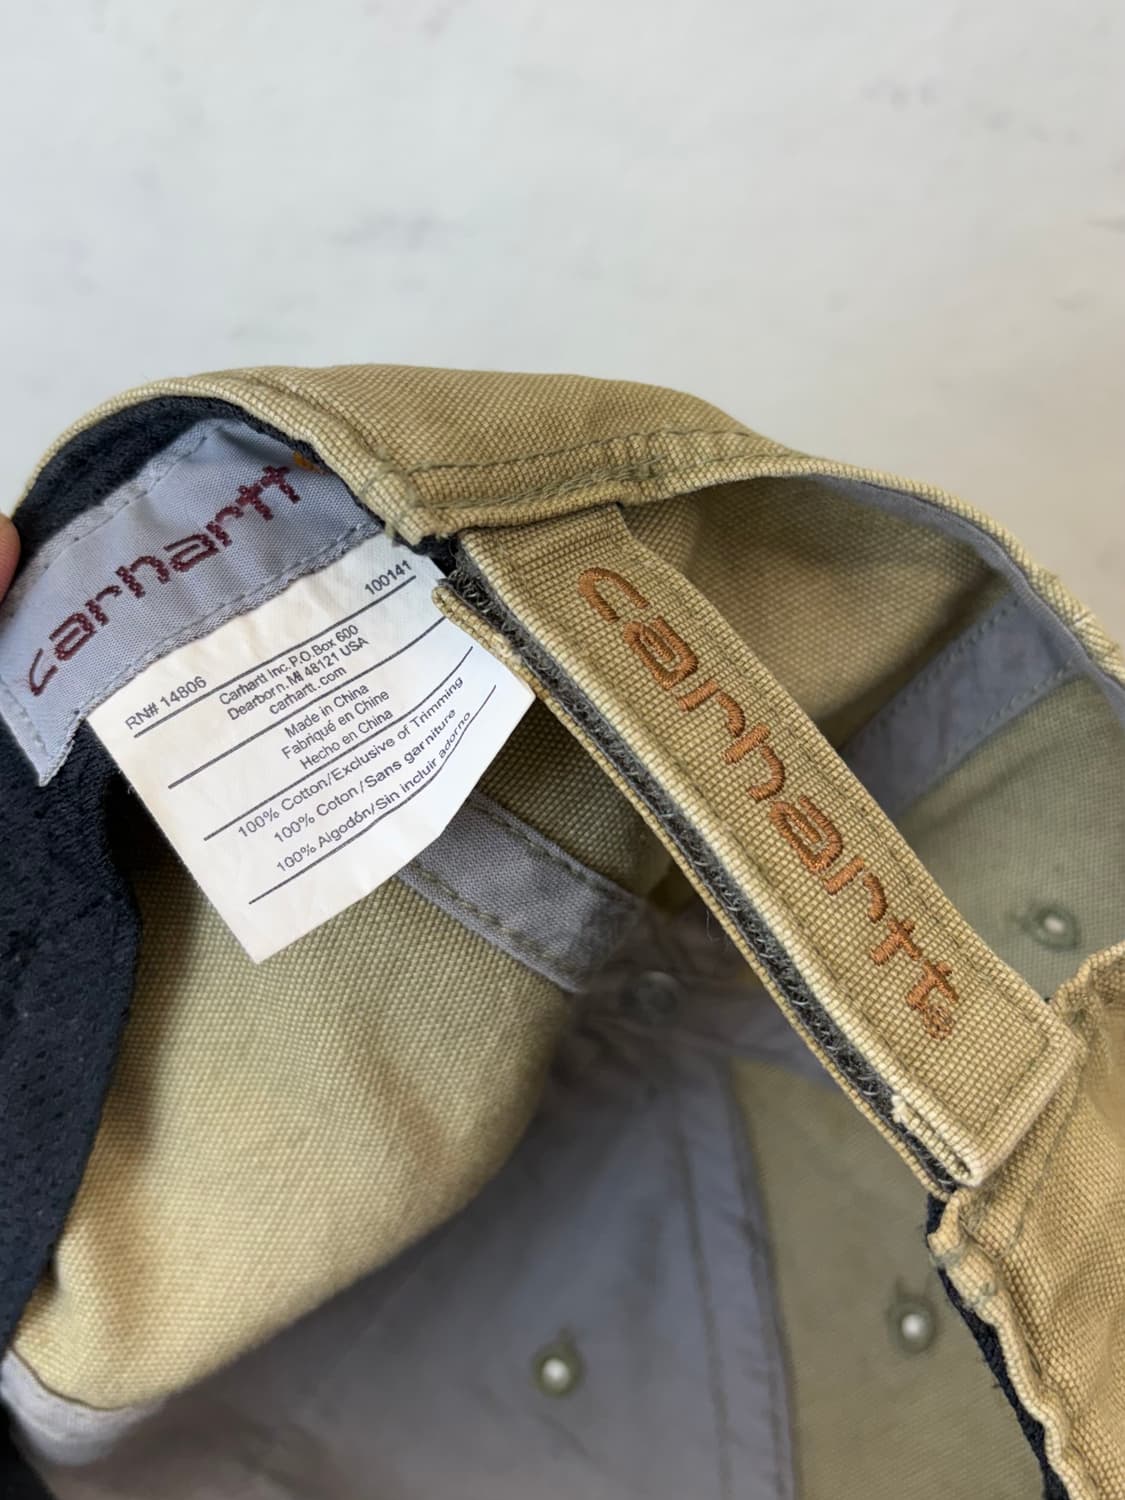 carhartt
RN# 14806 100141
Carhartt Inc. P.O. Box 600
Dearborn, MI 48121 USA
carhartt.com
Made in China
Fabriqué en Chine
Hecho en China
100% Cotton/Exclusive of Trimming
100% Coton/Sans garniture
100% Algodón/Sin incluir adorno
carhartt®